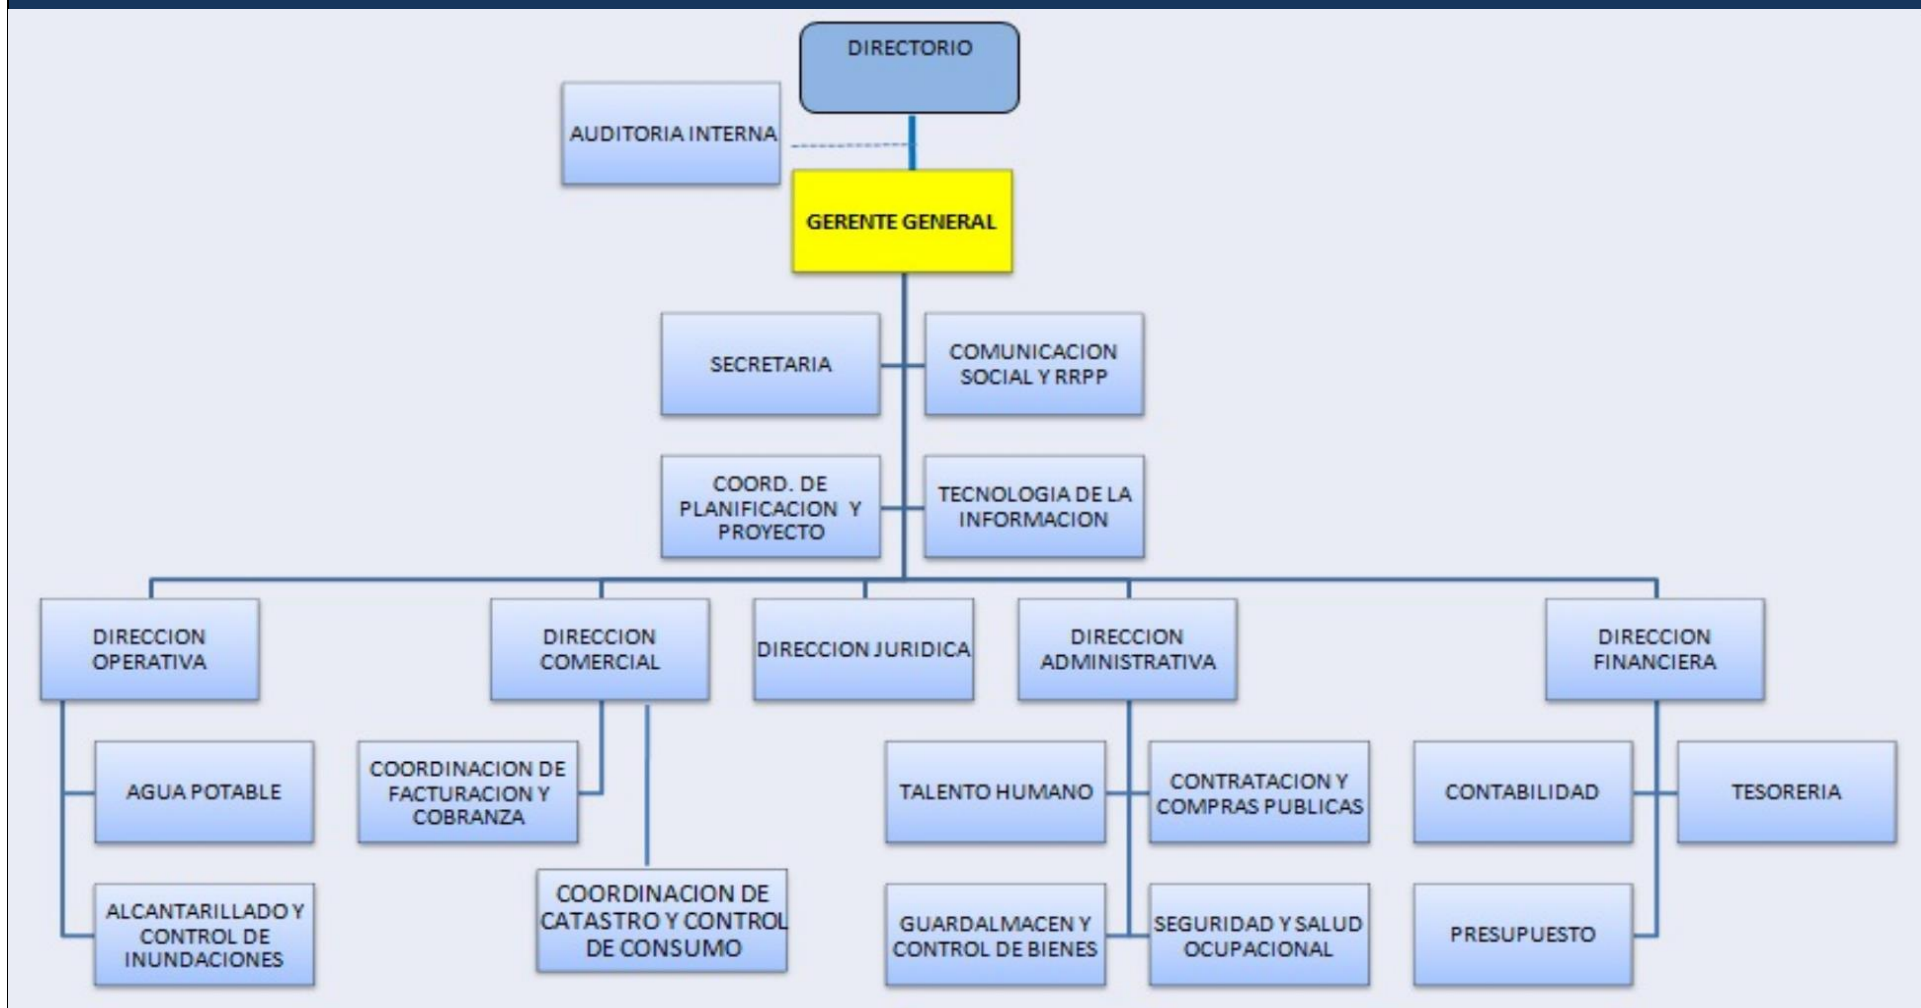 DIRECTORIO
AUDITORIA INTERNA
GERENTE GENERAL
SECRETARIA
COMUNICACION
SOCIAL Y RRPP
COORD. DE
PLANIFICACION Y
PROYECTO
TECNOLOGIA DE LA
INFORMACION
DIRECCION
OPERATIVA
DIRECCION
COMERCIAL
DIRECCION JURIDICA
DIRECCION
ADMINISTRATIVA
DIRECCION
FINANCIERA
AGUA POTABLE
COORDINACION DE
FACTURACION Y
COBRANZA
TALENTO HUMANO
CONTRATACION Y
COMPRAS PUBLICAS
CONTABILIDAD
TESORERIA
ALCANTARILLADO Y
CONTROL DE
INUNDACIONES
COORDINACION DE
CATASTRO Y CONTROL
DE CONSUMO
GUARDALMACEN Y
CONTROL DE BIENES
SEGURIDAD Y SALUD
OCUPACIONAL
PRESUPUESTO